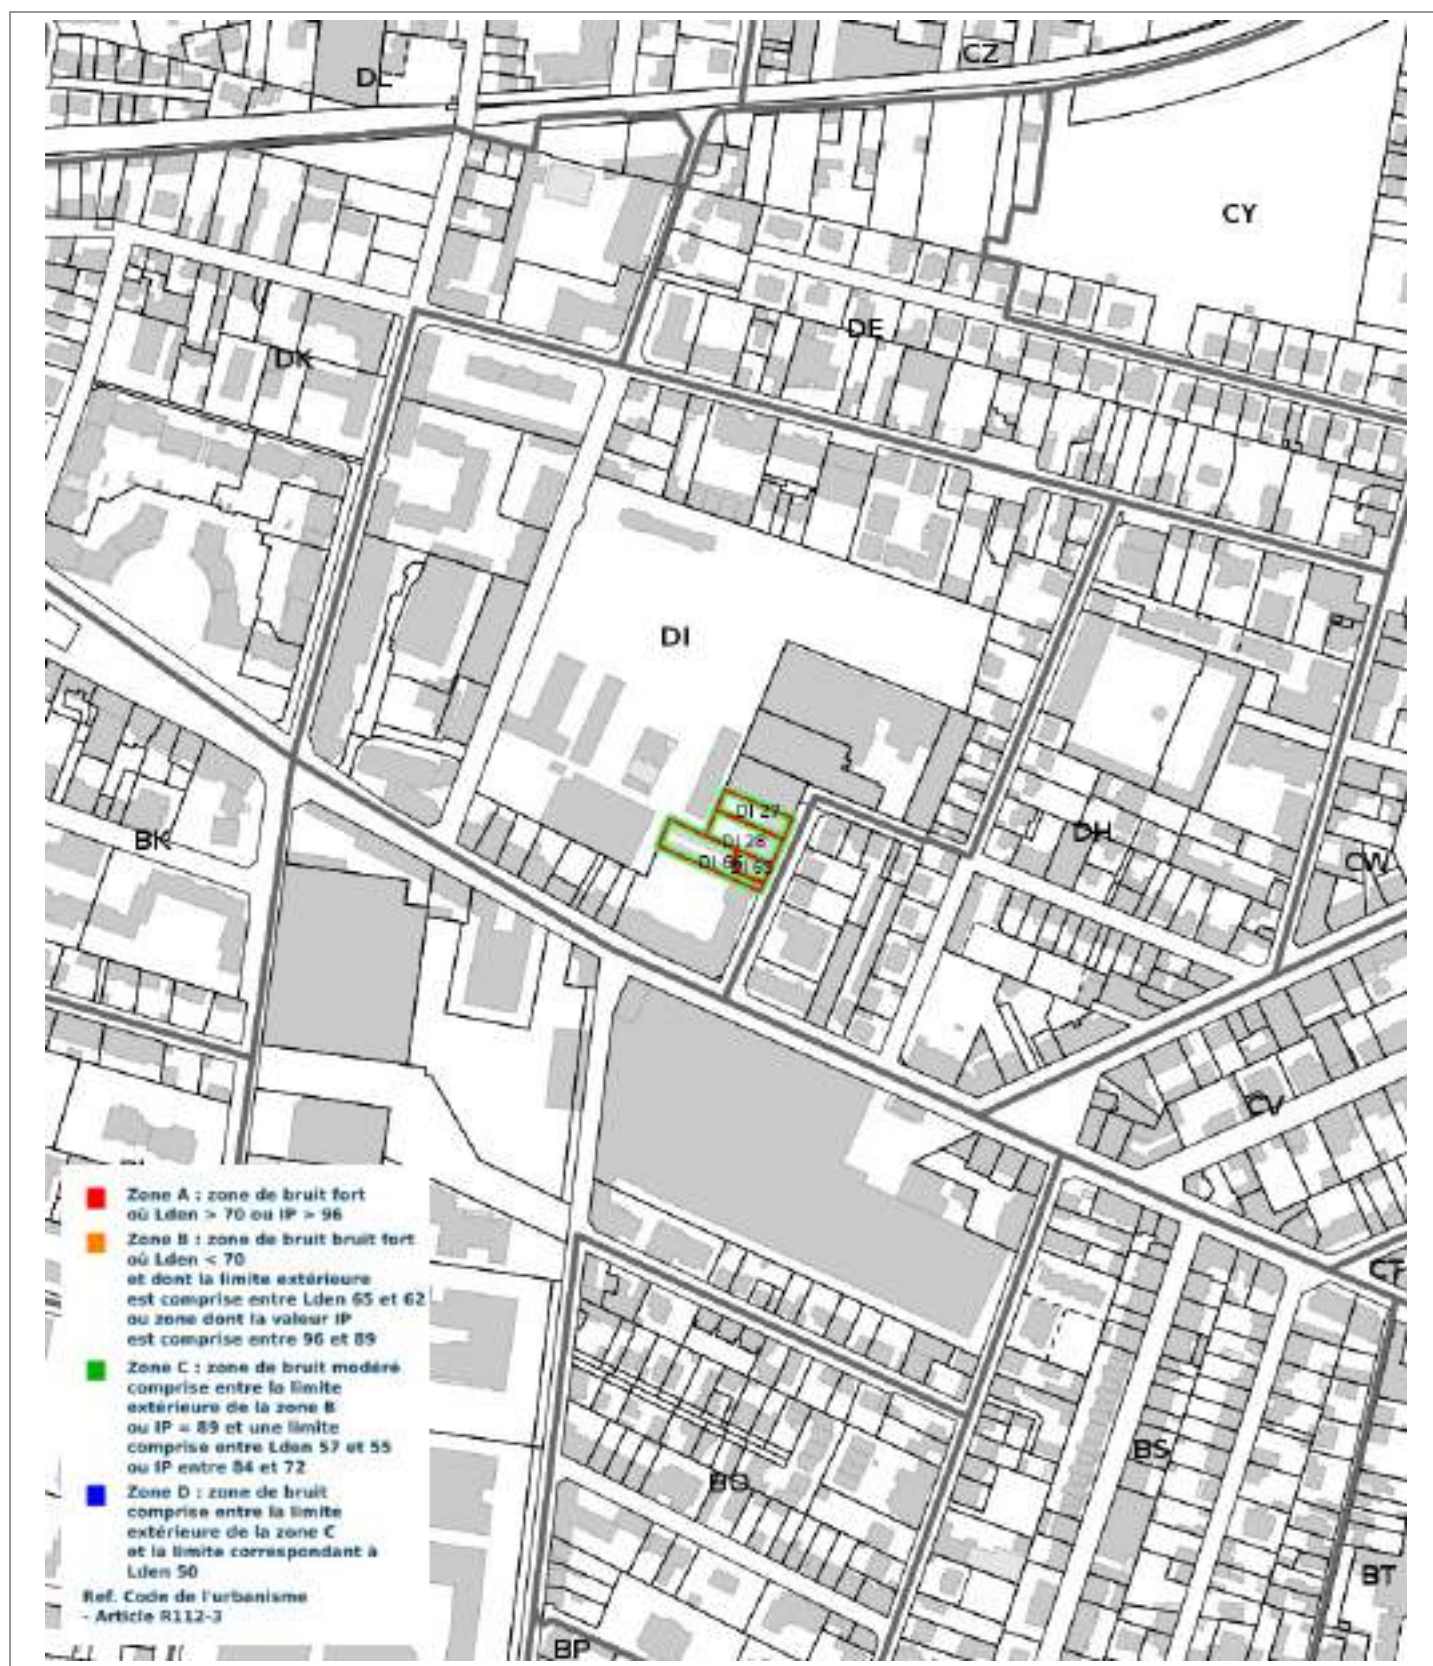 CZ
DL
CY
DE
DK
DI
DI 27
DI 28
DH
BK
CW
CV
Zone A : zone de bruit fort
où Lden > 70 ou IP > 96
Zone B : zone de bruit bruit fort
où Lden < 70
et dont la limite extérieure
est comprise entre Lden 65 et 62
ou zone dont la valeur IP
est comprise entre 96 et 89
Zone C : zone de bruit modéré
comprise entre la limite
extérieure de la zone B
ou IP = 89 et une limite
comprise entre Lden 57 et 55
ou IP entre 84 et 72
Zone D : zone de bruit
comprise entre la limite
extérieure de la zone C
et la limite correspondant à
Lden 50
Ref. Code de l'urbanisme
- Article R112-3
CT
BS
BT
BP